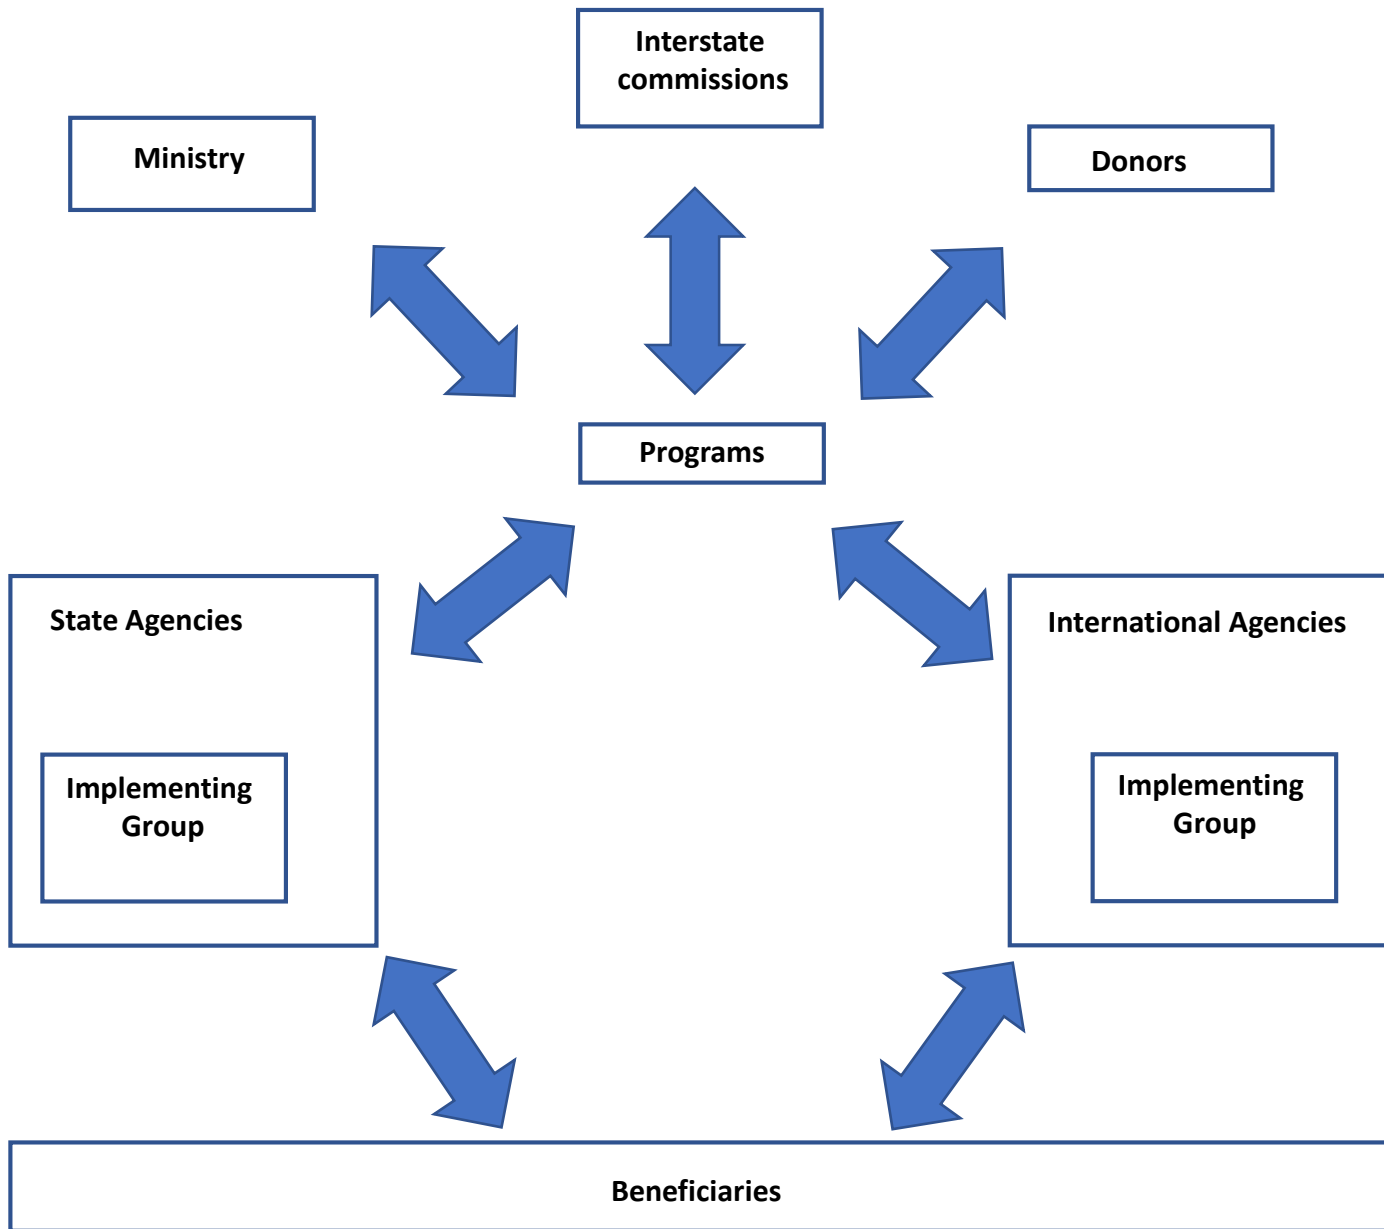 Interstate
commissions
Ministry
Donors
Programs
State Agencies
International Agencies
Implementing
Group
Implementing
Group
Beneficiaries